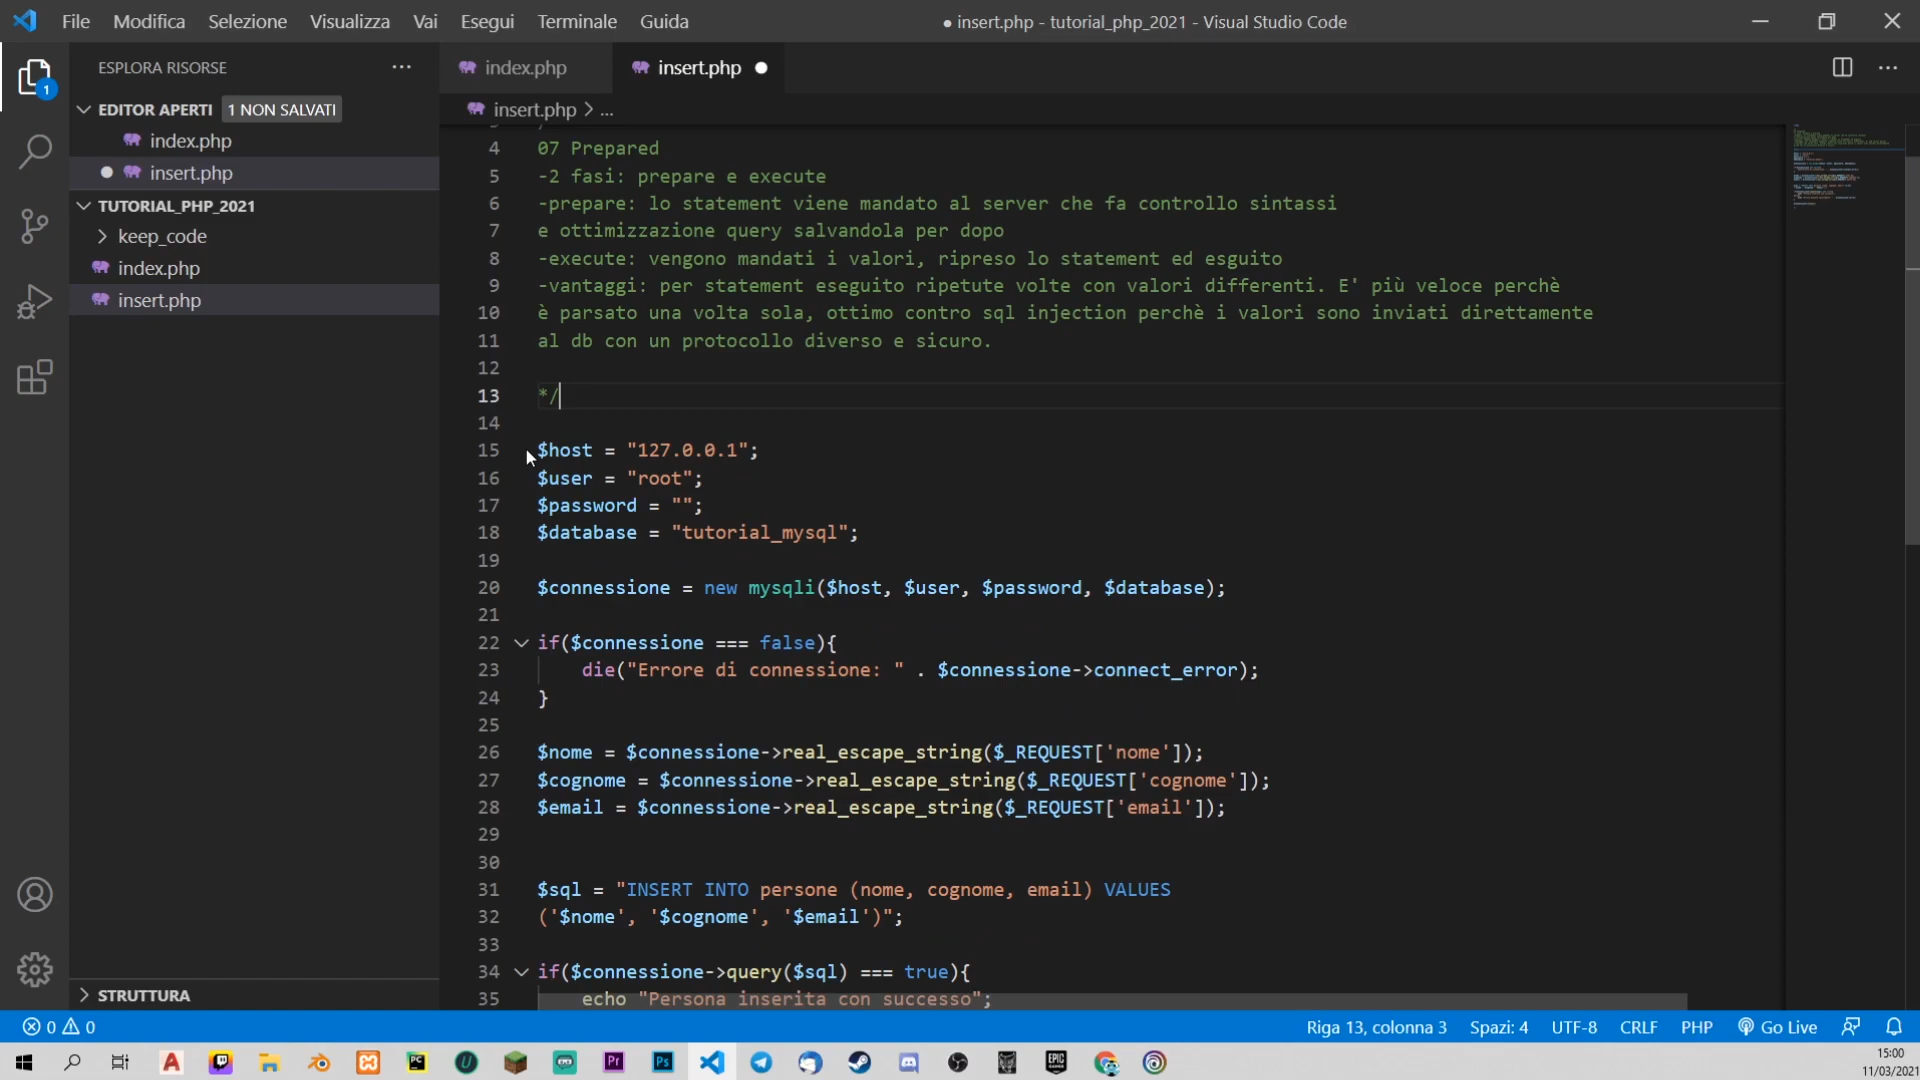 File Modifica Selezione Visualizza Vai Esegui Terminale Guida
● insert.php - tutorial_php_2021 - Visual Studio Code
ESPLORA RISORSE
1
EDITOR APERTI 1 NON SALVATI
index.php
insert.php
TUTORIAL_PHP_2021
keep_code
index.php
insert.php
STRUTTURA
index.php insert.php
insert.php > ...
4 07 Prepared
5 -2 fasi: prepare e execute
6 -prepare: lo statement viene mandato al server che fa controllo sintassi
7 e ottimizzazione query salvandola per dopo
8 -execute: vengono mandati i valori, ripreso lo statement ed esguito
9 -vantaggi: per statement eseguito ripetute volte con valori differenti. E' più veloce perchè
10 è parsato una volta sola, ottimo contro sql injection perchè i valori sono inviati direttamente
11 al db con un protocollo diverso e sicuro.
12
13 */
14
15 $host = "127.0.0.1";
16 $user = "root";
17 $password = "";
18 $database = "tutorial_mysql";
19
20 $connessione = new mysqli($host, $user, $password, $database);
21
22 if($connessione === false){
23 die("Errore di connessione: " . $connessione->connect_error);
24 }
25
26 $nome = $connessione->real_escape_string($_REQUEST['nome']);
27 $cognome = $connessione->real_escape_string($_REQUEST['cognome']);
28 $email = $connessione->real_escape_string($_REQUEST['email']);
29
30
31 $sql = "INSERT INTO persone (nome, cognome, email) VALUES
32 ('$nome', '$cognome', '$email')";
33
34 if($connessione->query($sql) === true){
35 echo "Persona inserita con successo";
0 0
Riga 13, colonna 3 Spazi: 4 UTF-8 CRLF PHP Go Live
15:00
11/03/2021